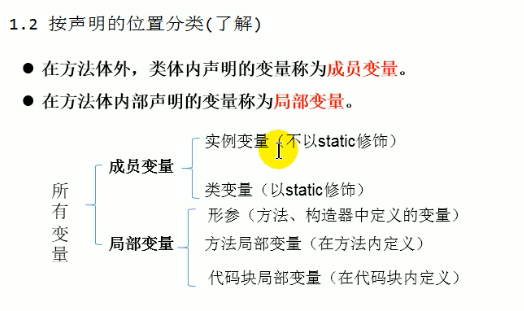 1.2 按声明的位置分类(了解)
● 在方法体外，类体内声明的变量称为成员变量。
● 在方法体内部声明的变量称为局部变量。
实例变量（不以static修饰）
成员变量
类变量（以static修饰）
所有变量
形参（方法、构造器中定义的变量）
局部变量
方法局部变量（在方法内定义）
代码块局部变量（在代码块内定义）